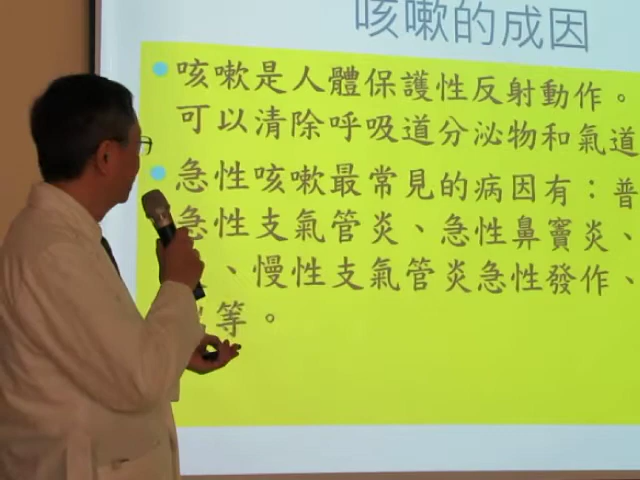 咳嗽的成因
咳嗽是人體保護性反射動作。
可以清除呼吸道分泌物和氣道
急性咳嗽最常見的病因有：普
急性支氣管炎、急性鼻竇炎、
、慢性支氣管炎急性發作、
等。